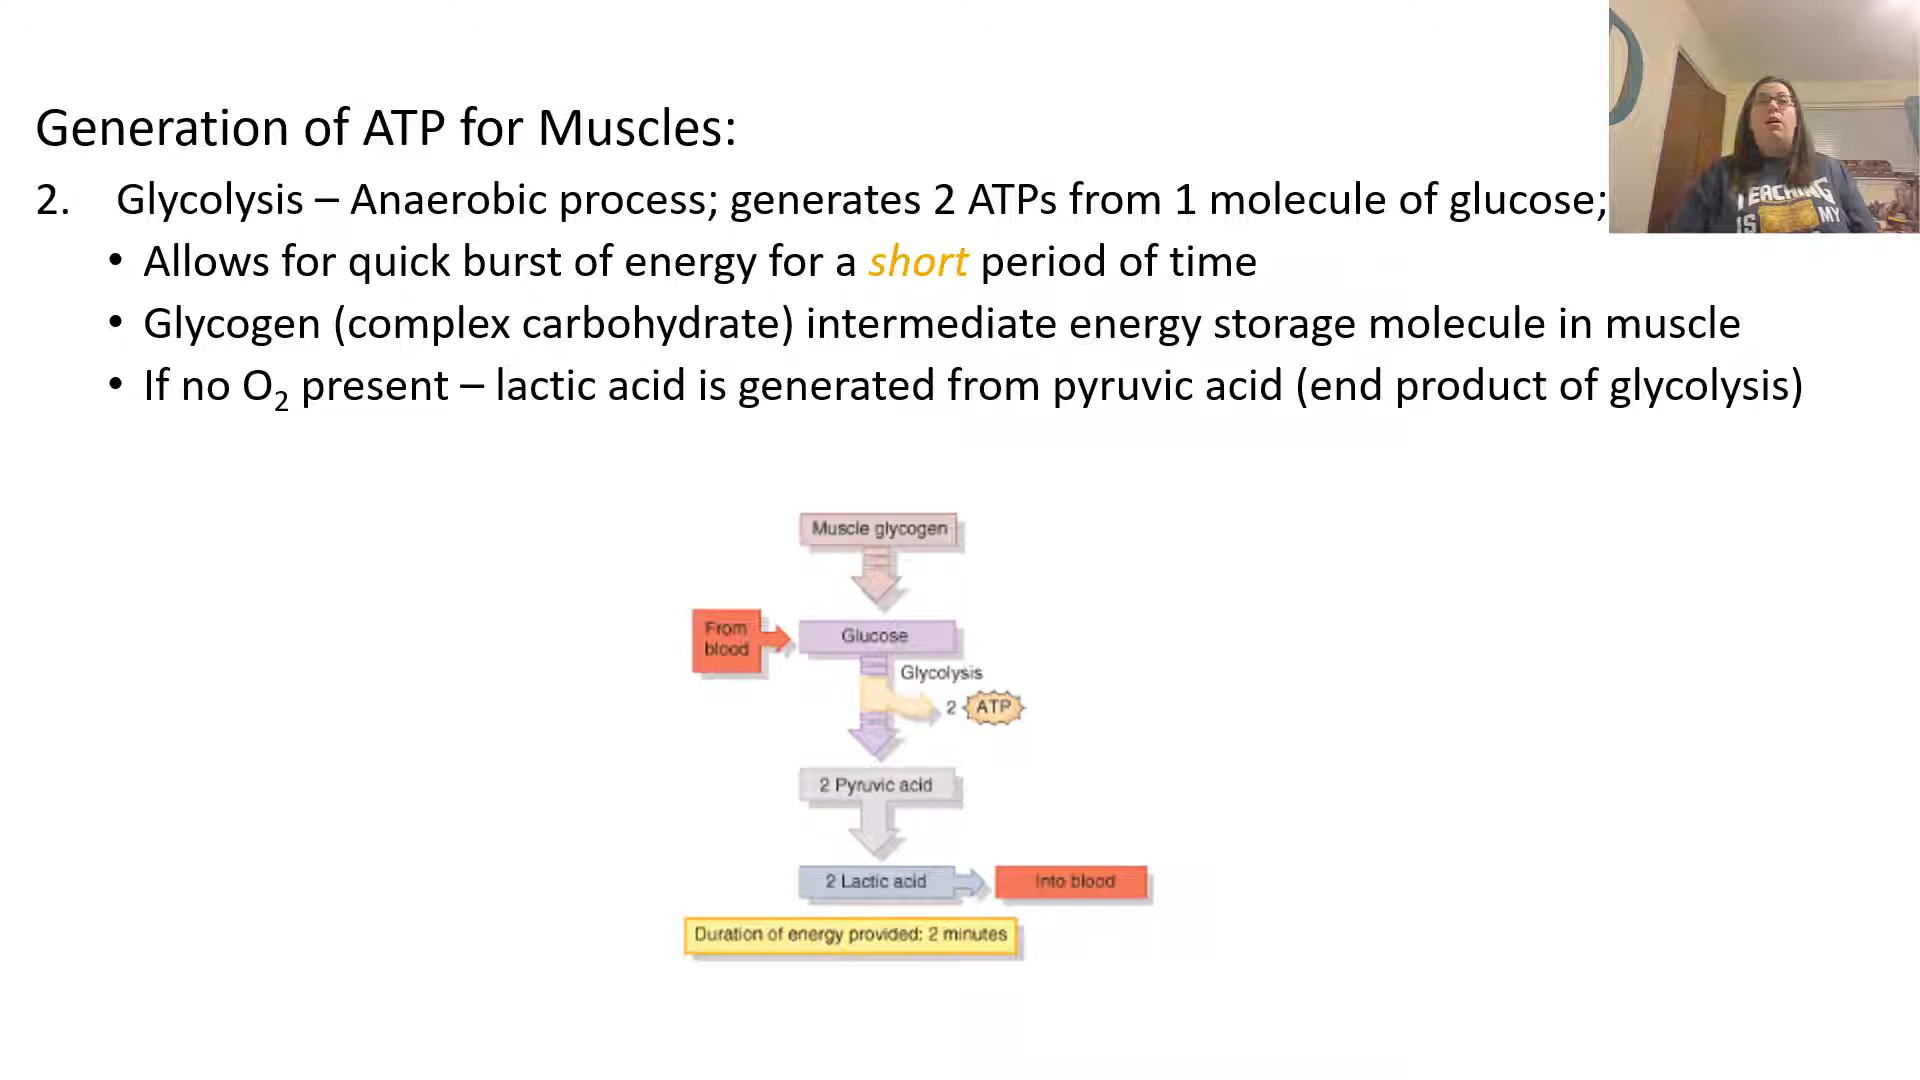 Generation of ATP for Muscles:
2. Glycolysis – Anaerobic process; generates 2 ATPs from 1 molecule of glucose;
• Allows for quick burst of energy for a short period of time
• Glycogen (complex carbohydrate) intermediate energy storage molecule in muscle
• If no O₂ present – lactic acid is generated from pyruvic acid (end product of glycolysis)
TEACHING
IS MY
Muscle glycogen
From
blood
Glucose
Glycolysis
2 ATP
2 Pyruvic acid
2 Lactic acid
Into blood
Duration of energy provided: 2 minutes